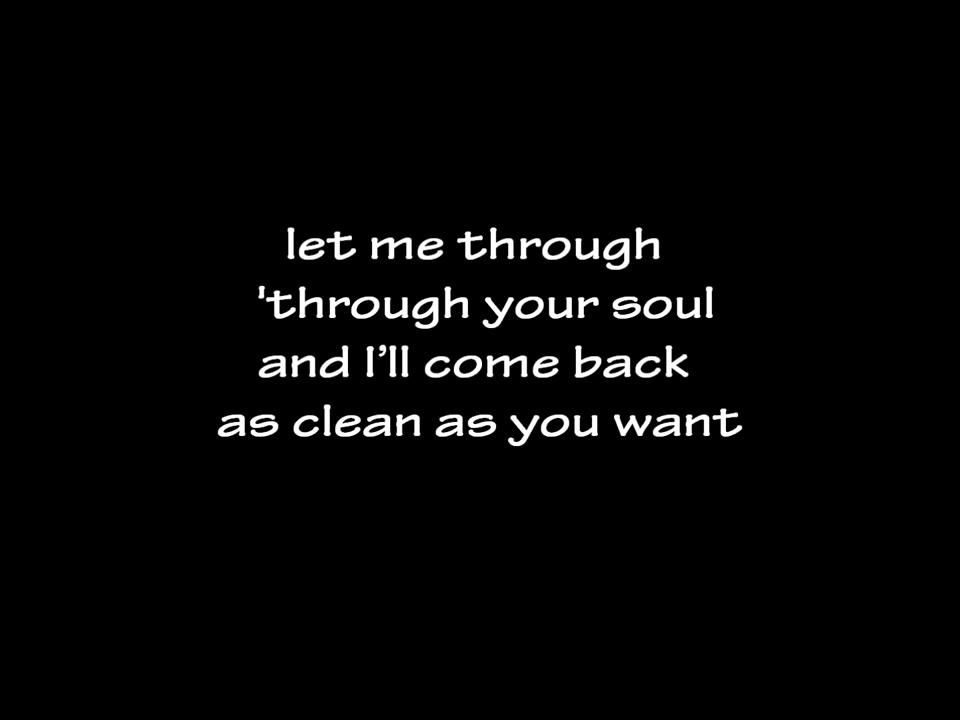 let me through
'through your soul
and I’ll come back
as clean as you want